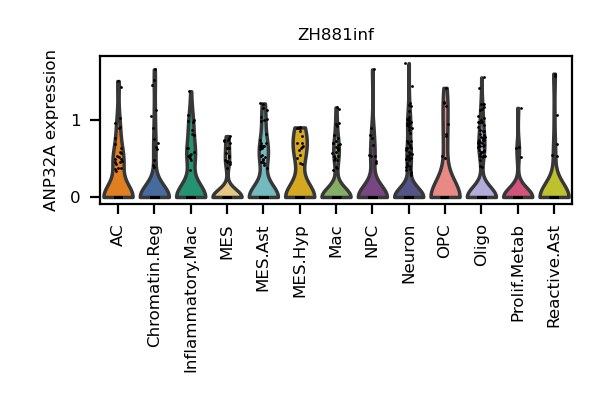 ZH881inf
ANP32A expression
1
0
AC
Chromatin.Reg
Inflammatory.Mac
MES
MES.Ast
MES.Hyp
Mac
NPC
Neuron
OPC
Oligo
Prolif.Metab
Reactive.Ast